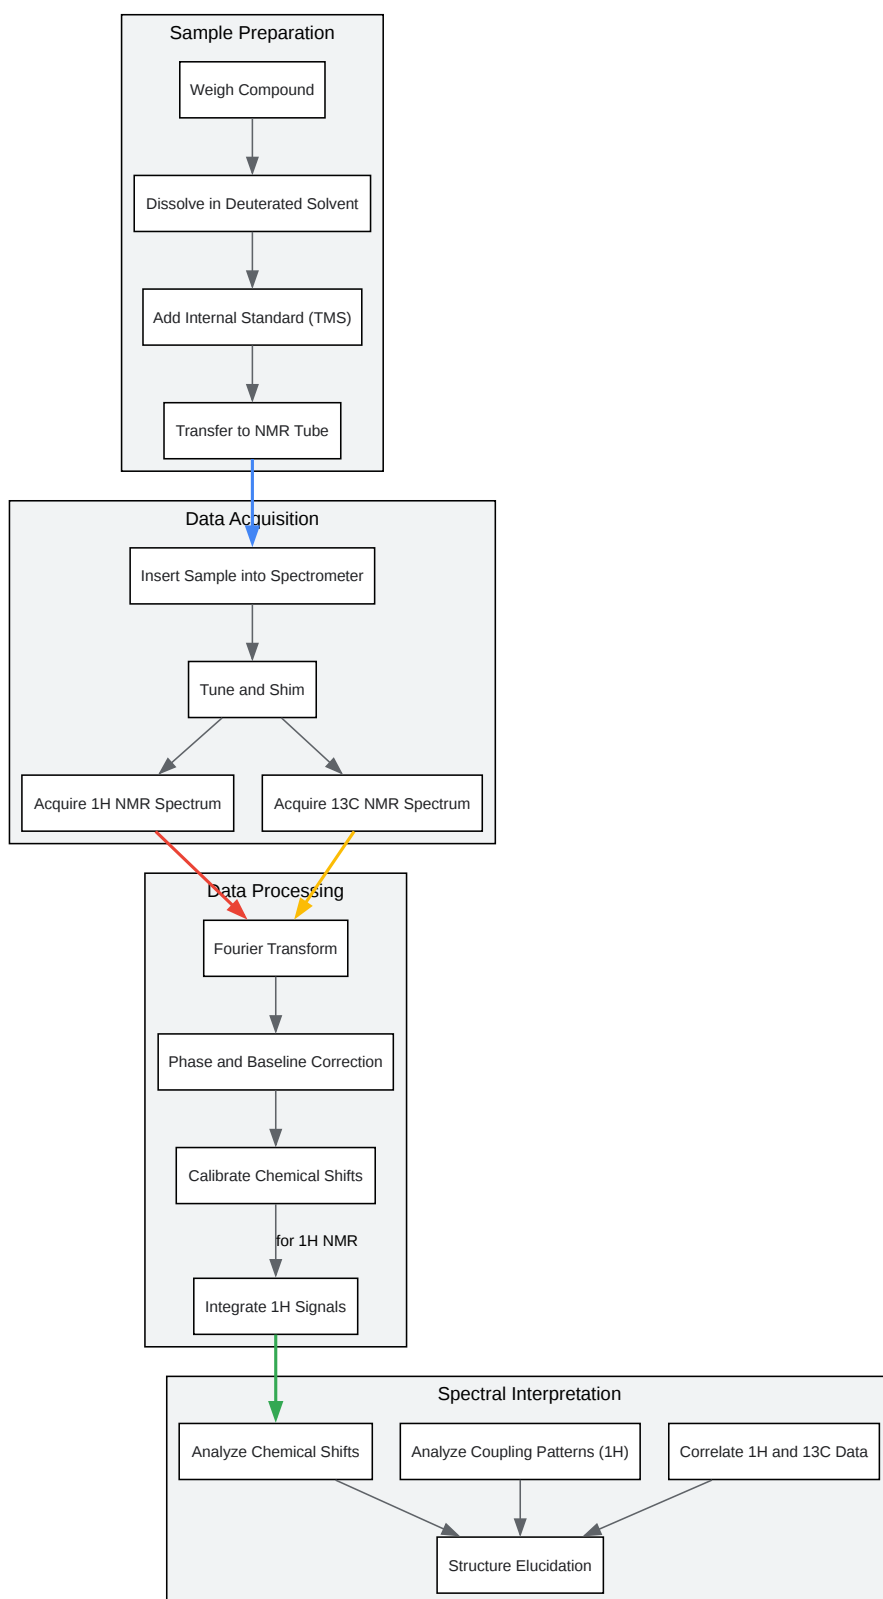 Sample Preparation
Weigh Compound
Dissolve in Deuterated Solvent
Add Internal Standard (TMS)
Transfer to NMR Tube
Data Acquisition
Insert Sample into Spectrometer
Tune and Shim
Acquire 1H NMR Spectrum
Acquire 13C NMR Spectrum
Data Processing
Fourier Transform
Phase and Baseline Correction
Calibrate Chemical Shifts
for 1H NMR
Integrate 1H Signals
Spectral Interpretation
Analyze Chemical Shifts
Analyze Coupling Patterns (1H)
Correlate 1H and 13C Data
Structure Elucidation